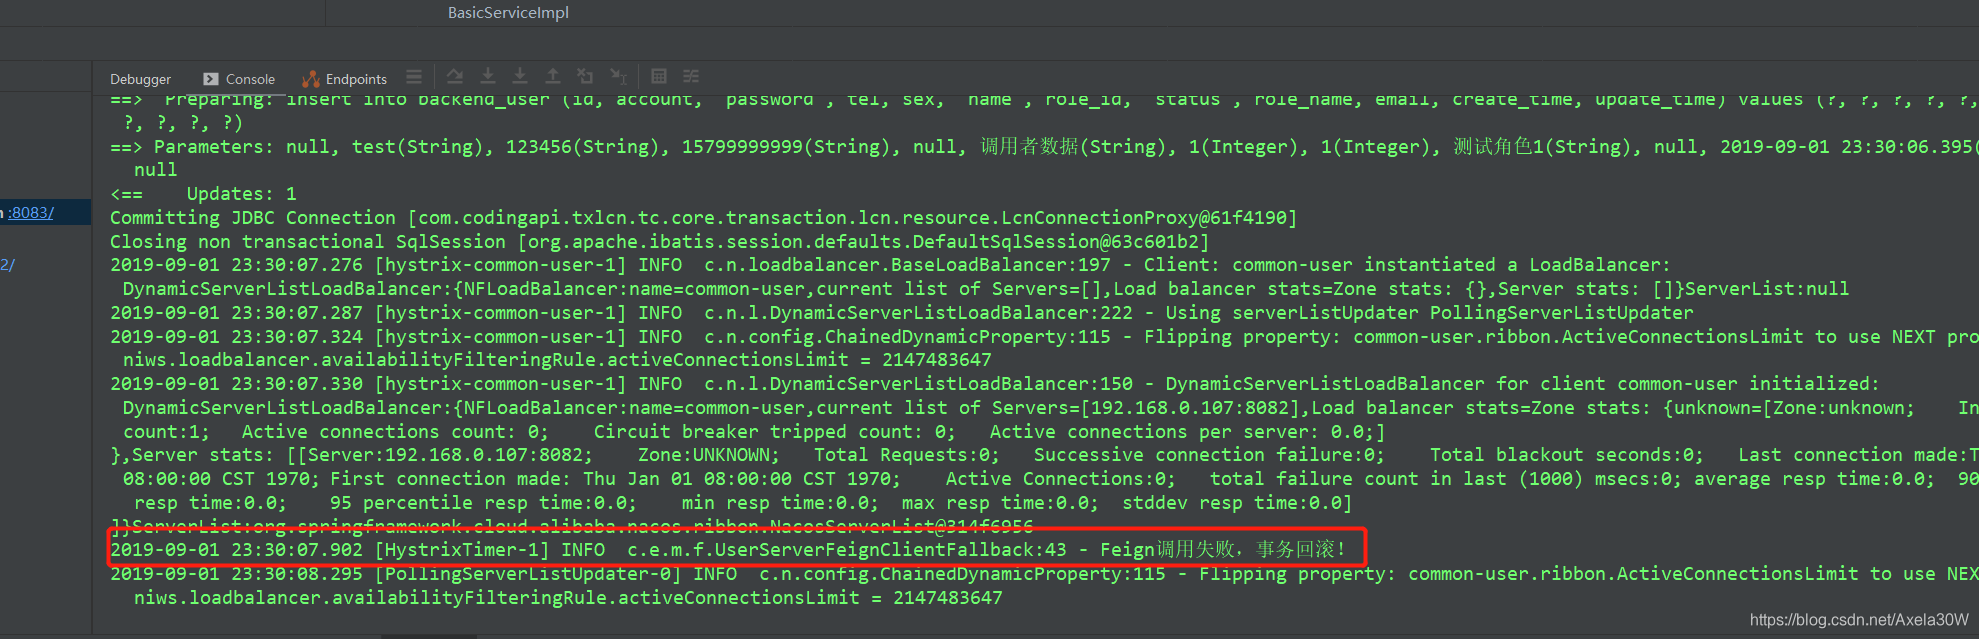 BasicServiceImpl
Debugger Console Endpoints
==>  Preparing: insert into backend_user (id, account, `password`, tel, sex, `name`, role_id, `status`, role_name, email, create_time, update_time) values (?, ?, ?, ?, ?,
?, ?, ?, ?)
==> Parameters: null, test(String), 123456(String), 15799999999(String), null, 调用者数据(String), 1(Integer), 1(Integer), 测试角色1(String), null, 2019-09-01 23:30:06.395(
null
<==    Updates: 1
:8083/
Committing JDBC Connection [com.codingapi.txlcn.tc.core.transaction.lcn.resource.LcnConnectionProxy@61f4190]
Closing non transactional SqlSession [org.apache.ibatis.session.defaults.DefaultSqlSession@63c601b2]
2/
2019-09-01 23:30:07.276 [hystrix-common-user-1] INFO  c.n.loadbalancer.BaseLoadBalancer:197 - Client: common-user instantiated a LoadBalancer:
DynamicServerListLoadBalancer:{NFLoadBalancer:name=common-user,current list of Servers=[],Load balancer stats=Zone stats: {},Server stats: []}ServerList:null
2019-09-01 23:30:07.287 [hystrix-common-user-1] INFO  c.n.l.DynamicServerListLoadBalancer:222 - Using serverListUpdater PollingServerListUpdater
2019-09-01 23:30:07.324 [hystrix-common-user-1] INFO  c.n.config.ChainedDynamicProperty:115 - Flipping property: common-user.ribbon.ActiveConnectionsLimit to use NEXT pro
niws.loadbalancer.availabilityFilteringRule.activeConnectionsLimit = 2147483647
2019-09-01 23:30:07.330 [hystrix-common-user-1] INFO  c.n.l.DynamicServerListLoadBalancer:150 - DynamicServerListLoadBalancer for client common-user initialized:
DynamicServerListLoadBalancer:{NFLoadBalancer:name=common-user,current list of Servers=[192.168.0.107:8082],Load balancer stats=Zone stats: {unknown=[Zone:unknown;    In
count:1;   Active connections count: 0;    Circuit breaker tripped count: 0;   Active connections per server: 0.0;]
},Server stats: [[Server:192.168.0.107:8082;    Zone:UNKNOWN;   Total Requests:0;   Successive connection failure:0;    Total blackout seconds:0;   Last connection made:T
08:00:00 CST 1970; First connection made: Thu Jan 01 08:00:00 CST 1970;    Active Connections:0;   total failure count in last (1000) msecs:0; average resp time:0.0;  90
resp time:0.0;    95 percentile resp time:0.0;    min resp time:0.0;  max resp time:0.0;  stddev resp time:0.0]
]}ServerList:org.springframework.cloud.alibaba.nacos.ribbon.NacosServerList@314f6956
2019-09-01 23:30:07.902 [HystrixTimer-1] INFO  c.e.m.f.UserServerFeignClientFallback:43 - Feign调用失败，事务回滚！
2019-09-01 23:30:08.295 [PollingServerListUpdater-0] INFO  c.n.config.ChainedDynamicProperty:115 - Flipping property: common-user.ribbon.ActiveConnectionsLimit to use NEX
niws.loadbalancer.availabilityFilteringRule.activeConnectionsLimit = 2147483647
https://blog.csdn.net/Axela30W